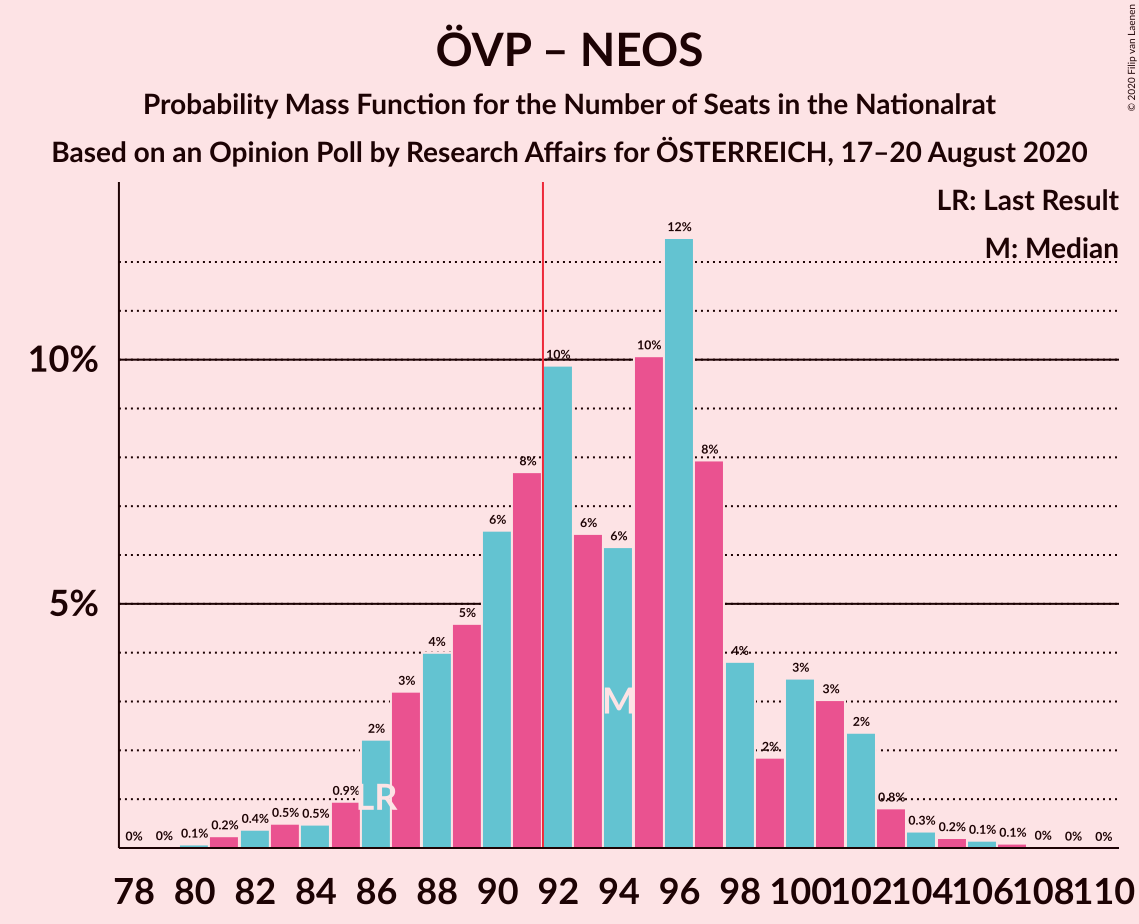 ÖVP – NEOS
Probability Mass Function for the Number of Seats in the Nationalrat
Based on an Opinion Poll by Research Affairs for ÖSTERREICH, 17–20 August 2020
© 2020 Filip van Laenen
LR: Last Result
M: Median
10%
5%
0% 0% 0.1% 0.2% 0.4% 0.5% 0.5% 0.9% 2% 3% 4% 5% 6% 8% 10% 6% 6% 10% 12% 8% 4% 2% 3% 3% 2% 0.8% 0.3% 0.2% 0.1% 0.1% 0% 0% 0%
M
LR
78 80 82 84 86 88 90 92 94 96 98 100 102 104 106 108 110